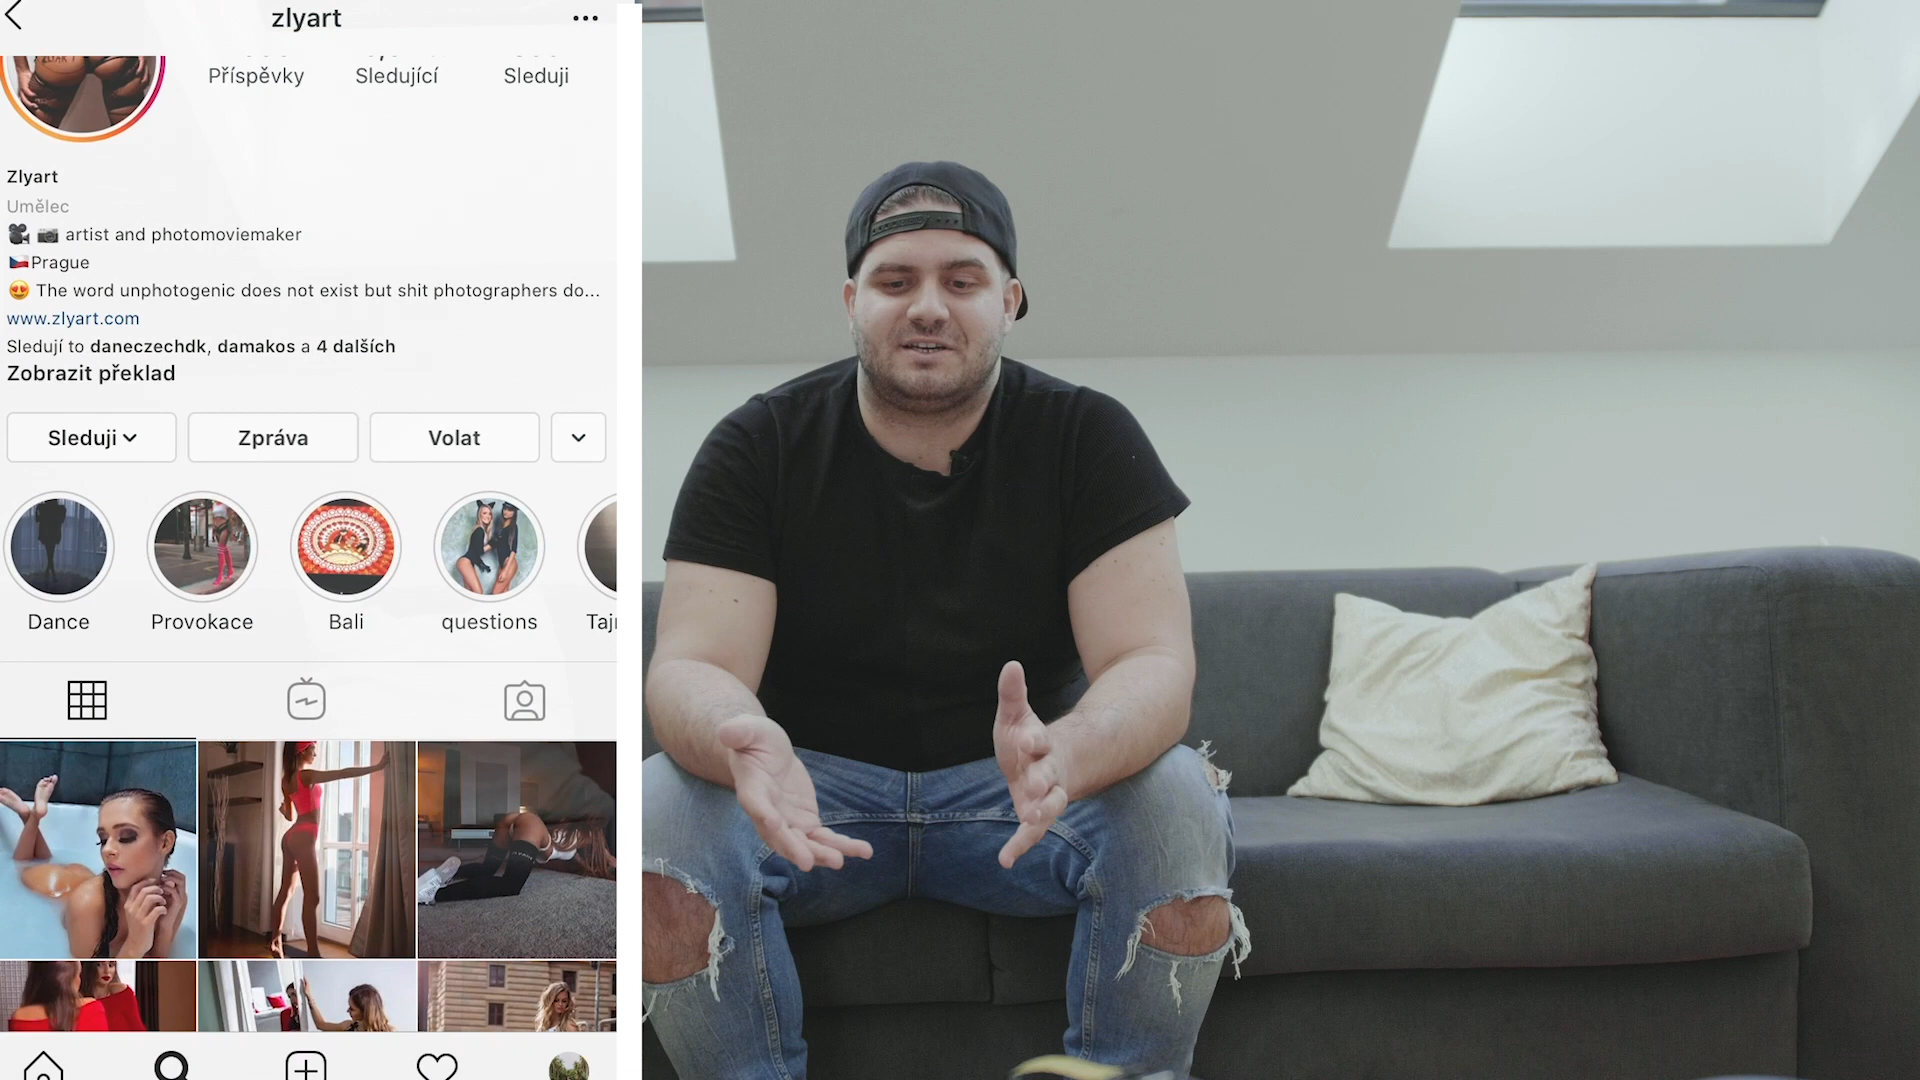 zlyart
Příspěvky Sledující Sleduji
Zlyart
Umělec
artist and photomoviemaker
Prague
The word unphotogenic does not exist but shit photographers do...
www.zlyart.com
Sledují to daneczechdk, damakos a 4 dalších
Zobrazit překlad
Sleduji Zpráva Volat
Dance Provokace Bali questions